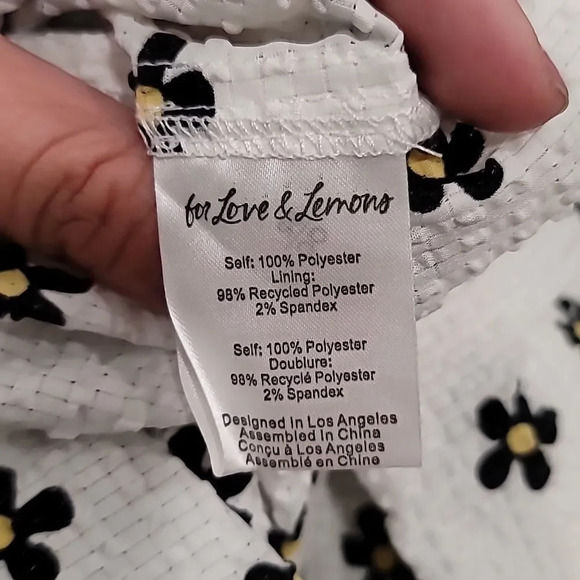 for Love & Lemons
Self: 100% Polyester
Lining:
98% Recycled Polyester
2% Spandex
Self: 100% Polyester
Doublure:
98% Recyclé Polyester
2% Spandex
Designed in Los Angeles
Assembled in China
Conçu à Los Angeles
Assemblé en Chine